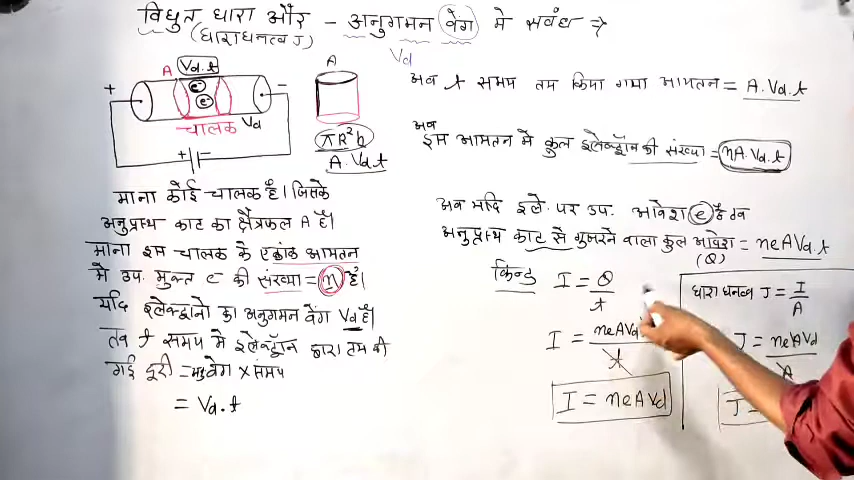 विधुत धारा और - अनुगमन वेग मे सबंध ⇒
(धाराधनत्व J)
Vd
A Vd.t
+ e⁻ e⁻ -
चालक Vd
+ -
A
πR²h
A.Vd.t
माना कोई चालक है। जिसके
अनुप्रस्थ काट का क्षेत्रफल A है।
माना इस चालक के एकांक आयतन
मे उप. मुक्त e⁻ की संख्या = n है।
यदि इलेक्ट्रानो का अनुगमन वेग Vd है।
तब t समय मे इलेक्ट्रॉन द्वारा तय की
गई दूरी = वेग × समय
= Vd.t
अब t समय तय किया गया आयतन = A.Vd.t
अब
इस आयतन मे कुल इलेक्ट्रॉन की संख्या = nA.Vd.t
अब यदि इले. पर उप. आवेश e है तब
अनुप्रस्थ काट से गुजरने वाला कुल आवेश = neAVd.t
(Q)
किन्तु I = Q/t
I = neAVd /t
I = neAVd
धारा धनत्व J = I/A
J = neAVd/A
J =